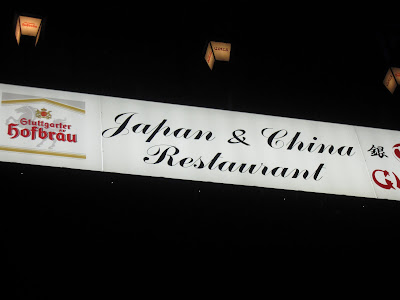 Stuttgarter
Hofbräu
Japan & China
Restaurant
銀